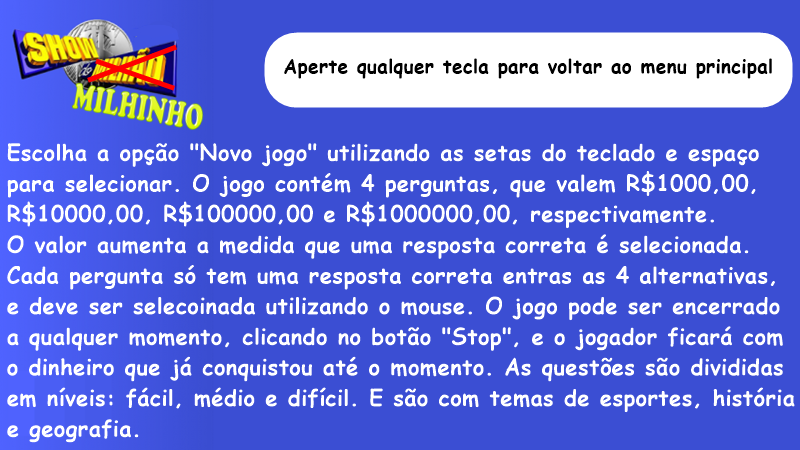 SHOW
do MILHÃO
MILHINHO
Aperte qualquer tecla para voltar ao menu principal
Escolha a opção "Novo jogo" utilizando as setas do teclado e espaço
para selecionar. O jogo contém 4 perguntas, que valem R$1000,00,
R$10000,00, R$100000,00 e R$1000000,00, respectivamente.
O valor aumenta a medida que uma resposta correta é selecionada.
Cada pergunta só tem uma resposta correta entras as 4 alternativas,
e deve ser selecoinada utilizando o mouse. O jogo pode ser encerrado
a qualquer momento, clicando no botão "Stop", e o jogador ficará com
o dinheiro que já conquistou até o momento. As questões são divididas
em níveis: fácil, médio e difícil. E são com temas de esportes, história
e geografia.